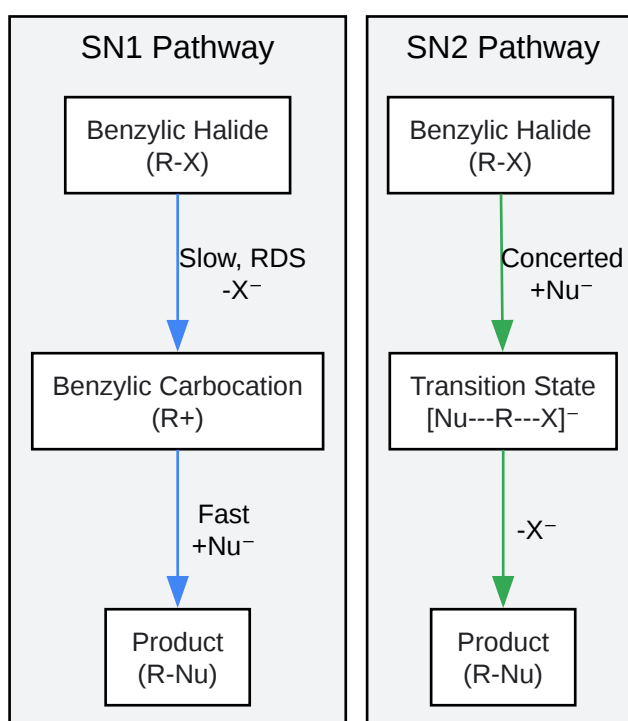 SN1 Pathway
Benzylic Halide
(R-X)
Slow, RDS
-X⁻
Benzylic Carbocation
(R+)
Fast
+Nu⁻
Product
(R-Nu)
SN2 Pathway
Benzylic Halide
(R-X)
Concerted
+Nu⁻
Transition State
[Nu---R---X]⁻
-X⁻
Product
(R-Nu)